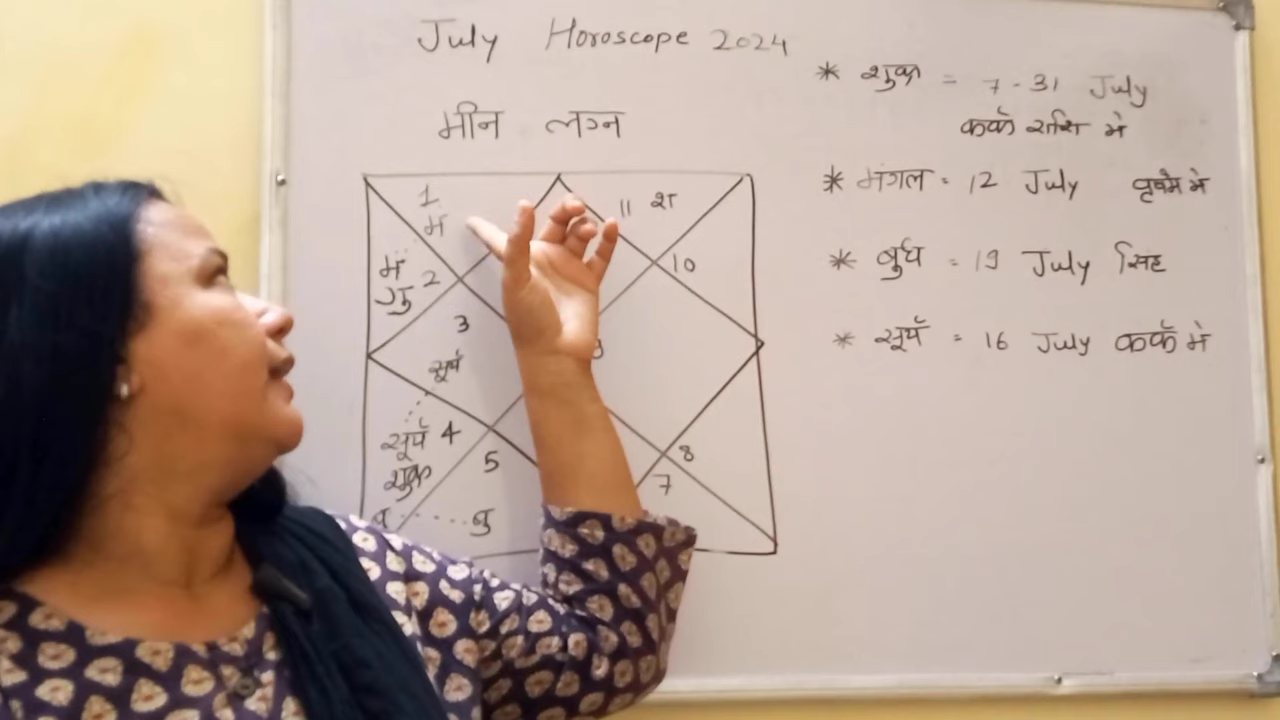 July Horoscope 2024
मीन लग्न
1
मं
मं
गु 2
3
सूर्य
सूर्य 4
शुक्र
5
बु
11 श
10
8
7
* शुक्र = 7 - 31 July
कर्क राशि मे
* मंगल = 12 July वृषभ मे
* बुध = 19 July सिंह
* सूर्य = 16 July कर्क मे